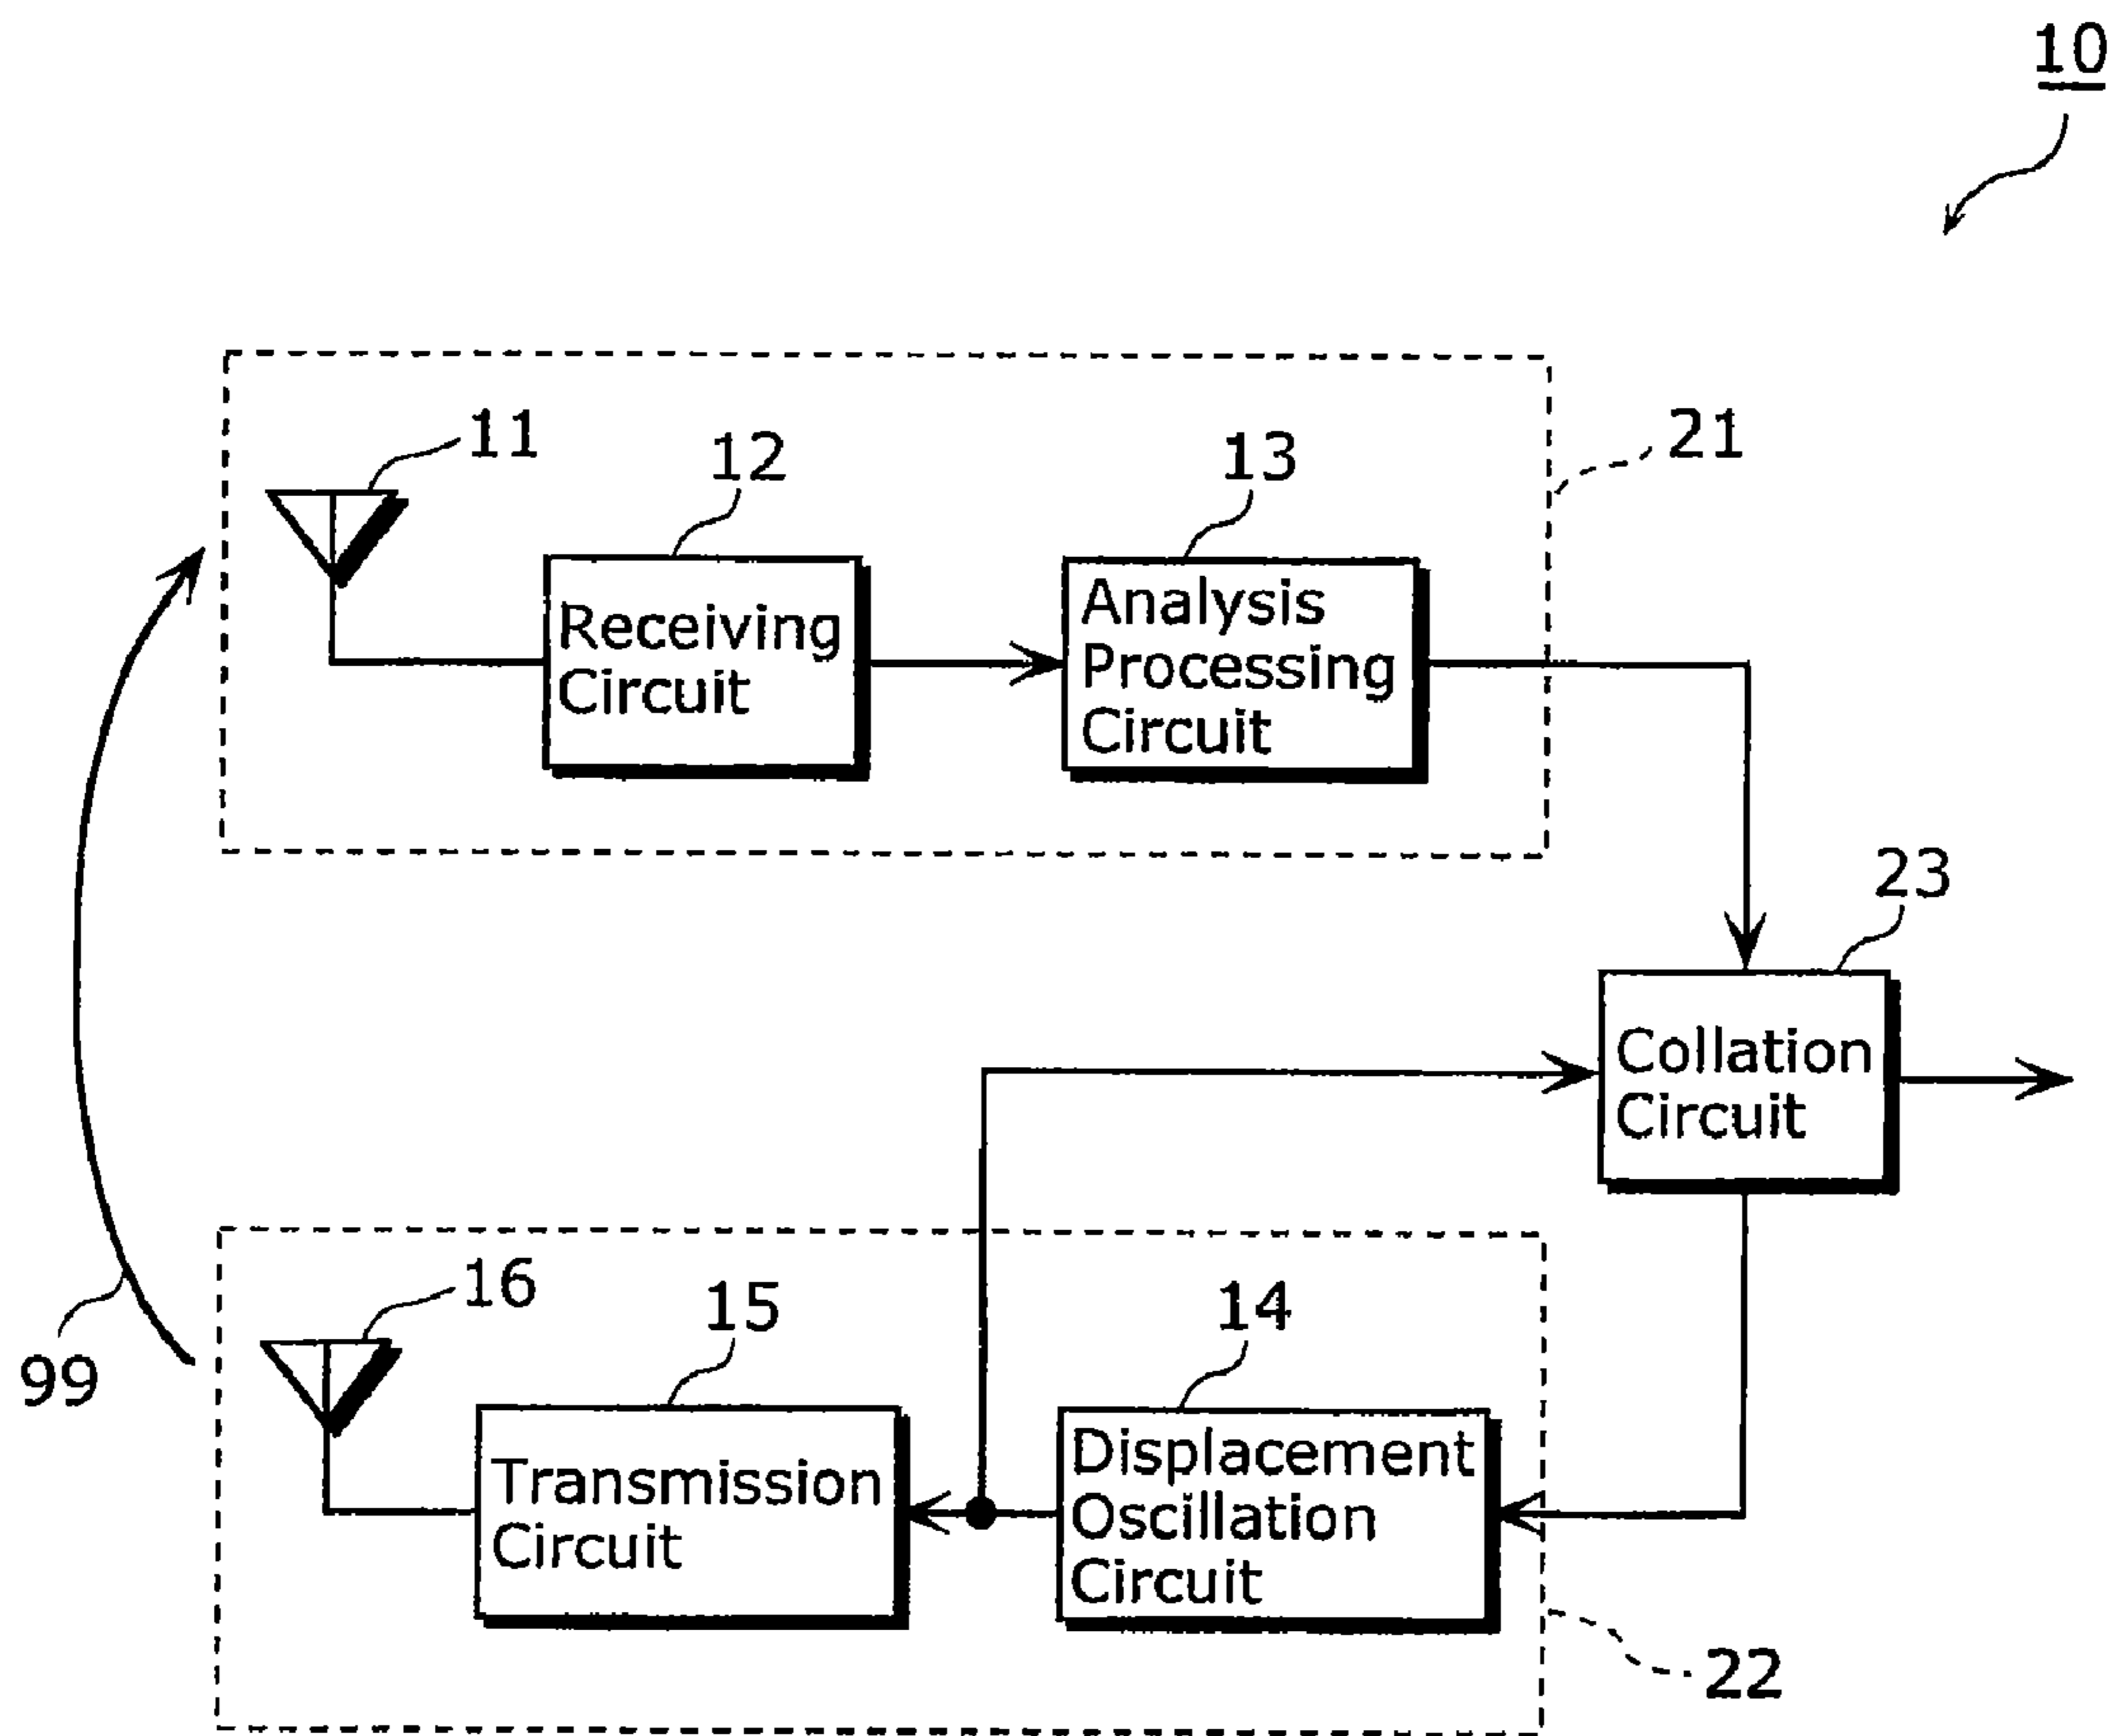 10
11
12
13
21
Receiving
Circuit
Analysis
Processing
Circuit
23
Collation
Circuit
16
15
14
99
Transmission
Circuit
Displacement
Oscillation
Circuit
22